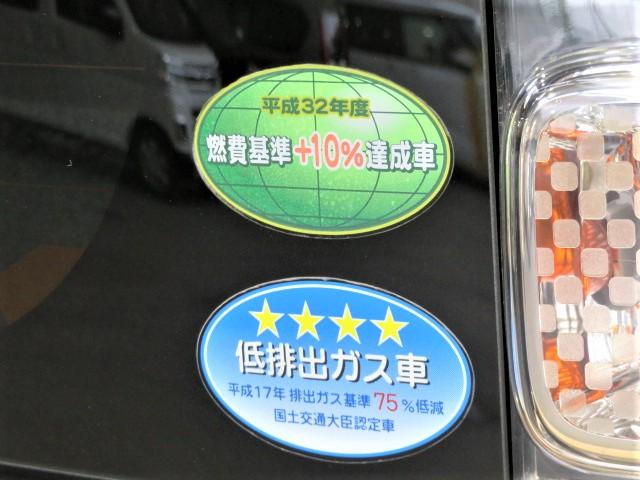 平成32年度
燃費基準+10%達成車
★★★★
低排出ガス車
平成17年 排出ガス基準75%低減
国土交通大臣認定車